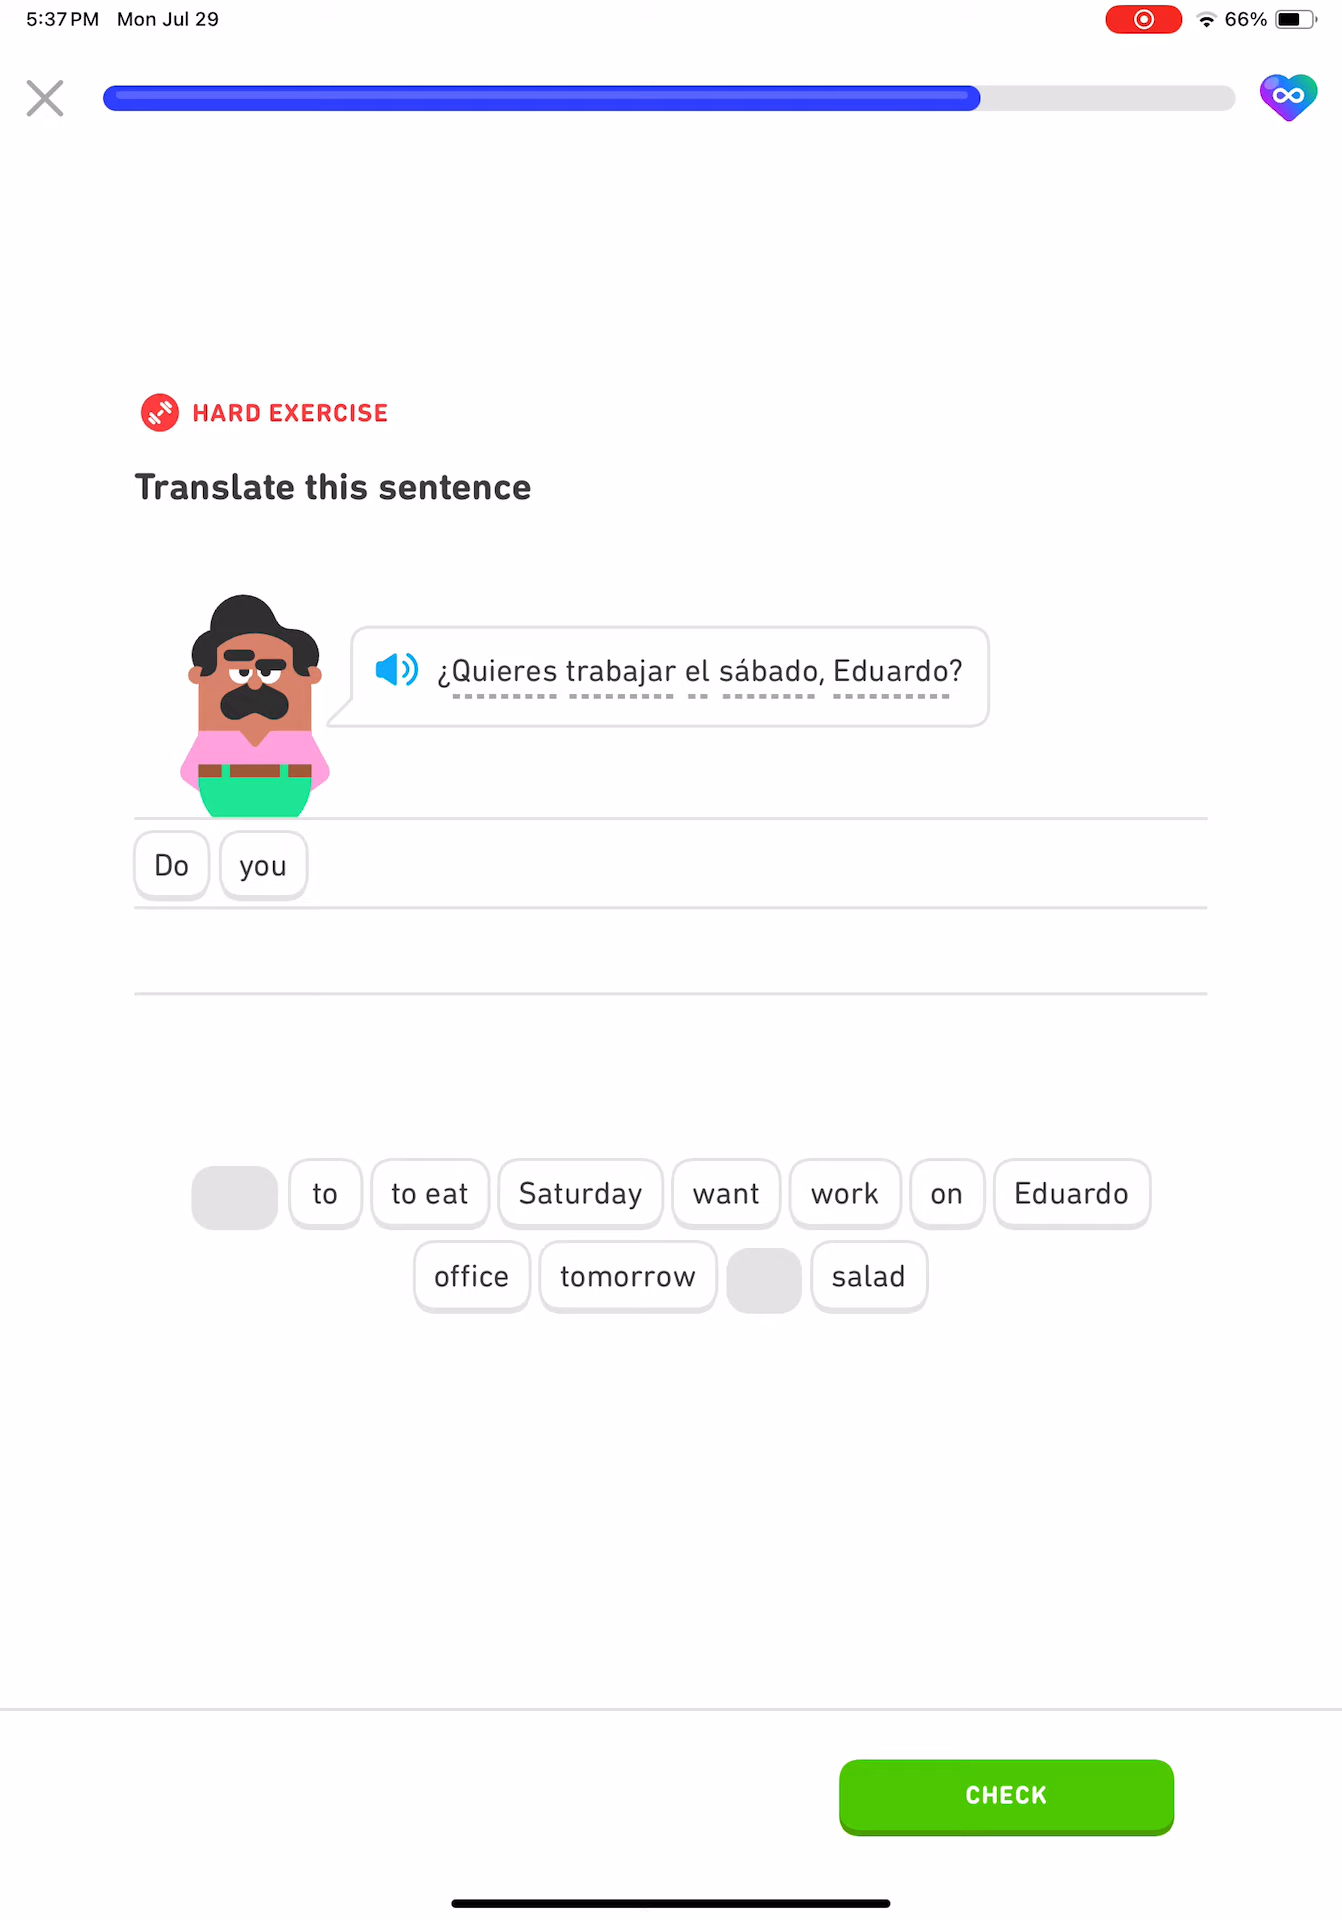 5:37 PM Mon Jul 29 66%
HARD EXERCISE
Translate this sentence
¿Quieres trabajar el sábado, Eduardo?
Do you
to to eat Saturday want work on Eduardo
office tomorrow salad
CHECK